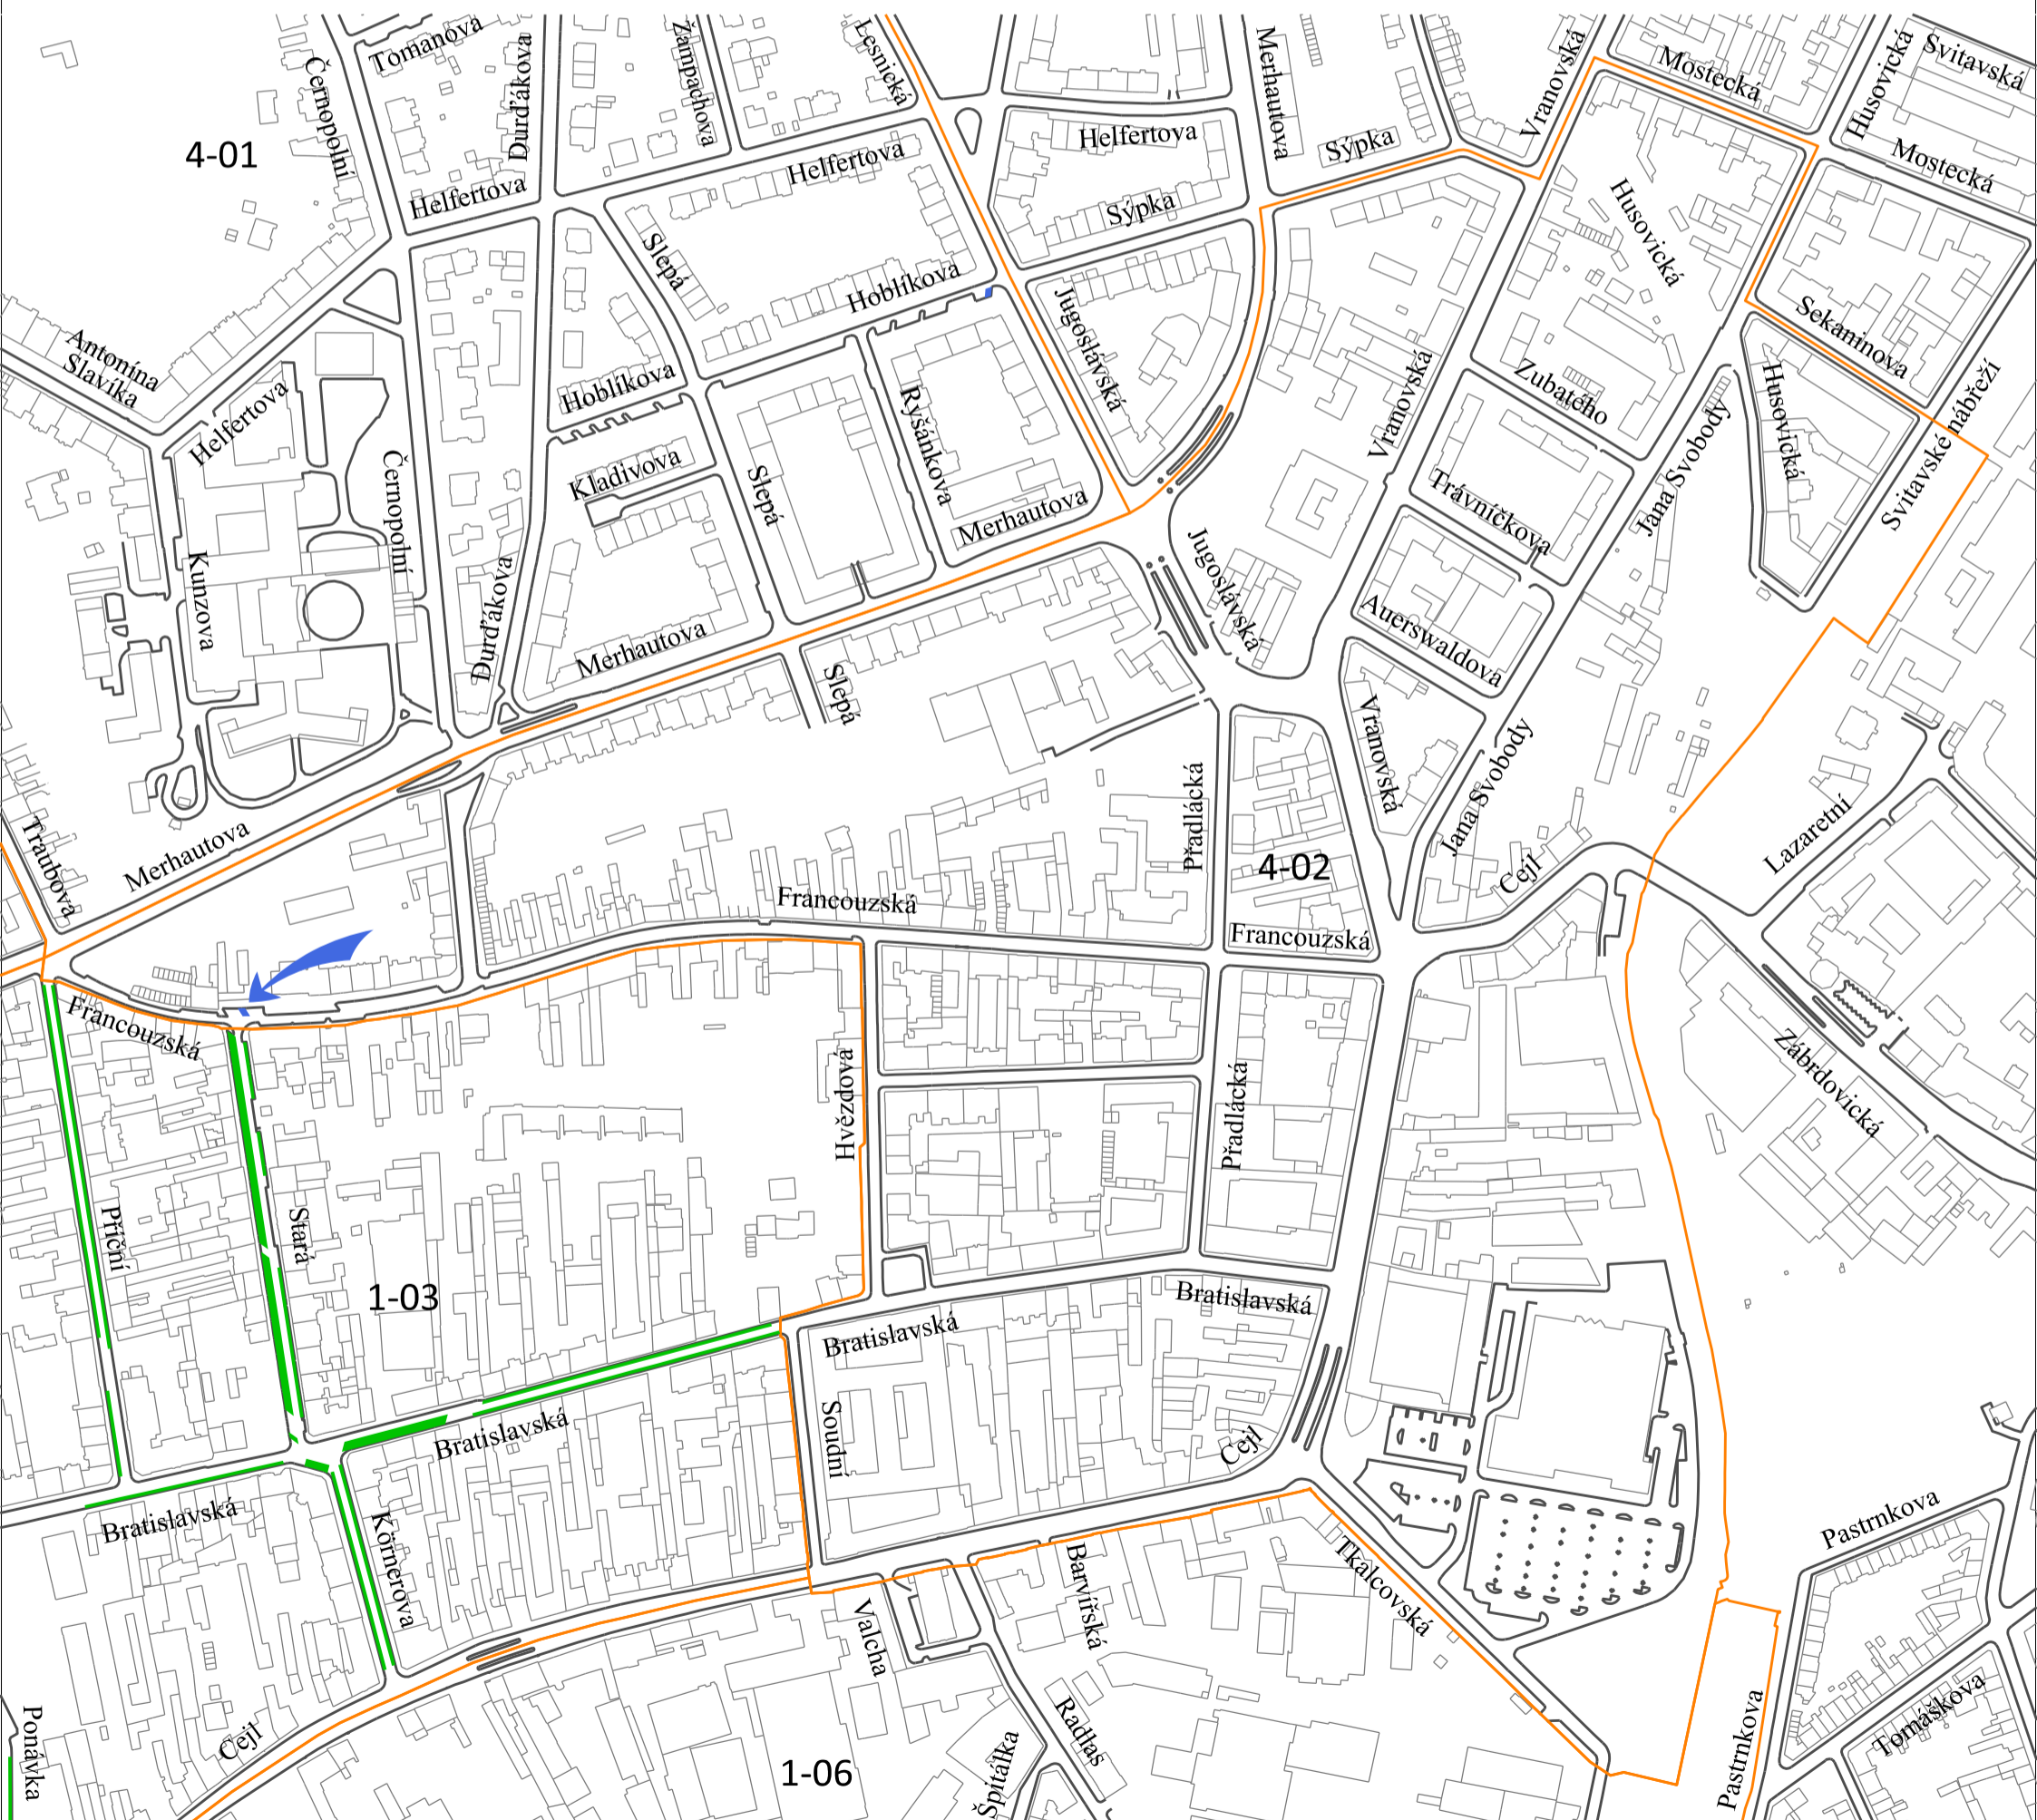 Tomanova
Durďákova
Žampachova
Lesnická
Merhautova
Vranovská
Mostecká
Husovická
Svitavská
Černopolní
4-01
Helfertova
Helfertova
Helfertova
Sýpka
Mostecká
Sýpka
Husovická
Slepá
Hoblíkova
Jugoslávská
Sekaninova
Antonína
Slavíka
Helfertova
Hoblíkova
Ryšánkova
Vranovská
Zubatého
Husovická
Svitavské nábřeží
Jana Svobody
Černopolní
Kladivova
Slepá
Merhautova
Trávníčkova
Kunzova
Durďákova
Jugoslávská
Auerswaldova
Merhautova
Slepá
Vranovská
Jana Svobody
Přadlácká
Lazaretní
Traubova
Merhautova
Francouzská
4-02
Cejl
Francouzská
Francouzská
Zábrdovická
Hvězdová
Přadlácká
Příční
Stará
1-03
Bratislavská
Bratislavská
Bratislavská
Soudní
Cejl
Bratislavská
Körnerova
Pastrnkova
Barvířská
Tkalcovská
Valcha
Radlas
Ponávka
Cejl
Špitálka
1-06
Pastrnkova
Tomáškova